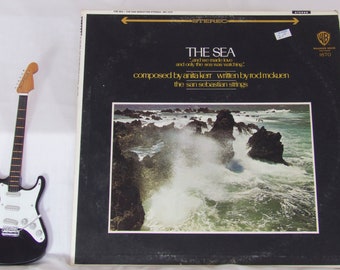 STEREO
THE SEA
"...and we made love
and only the sea was watching."
composed by anita kerr written by rod mckuen
the san sebastian strings
1670